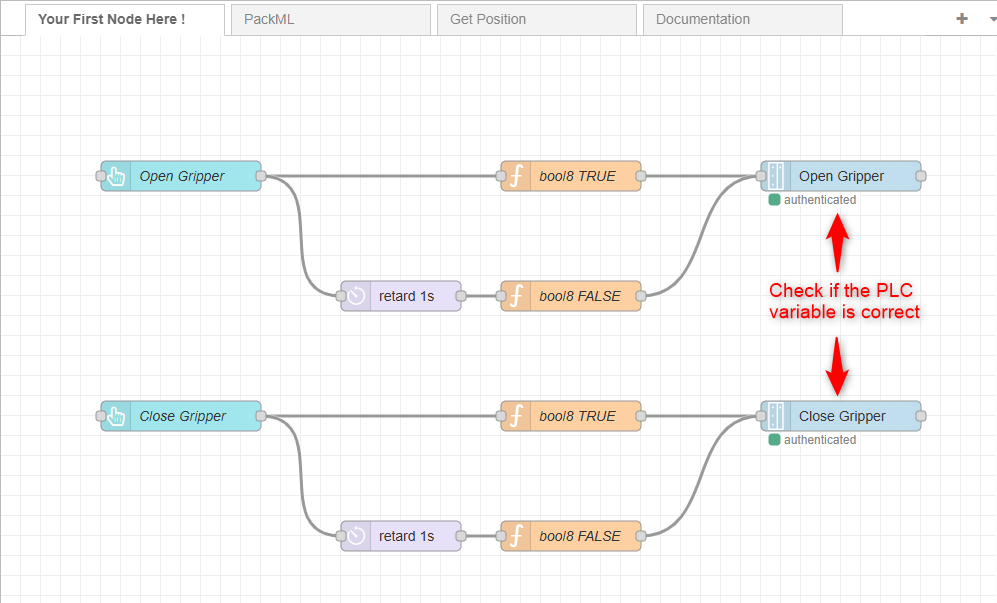 Your First Node Here !
PackML
Get Position
Documentation
Open Gripper
bool8 TRUE
Open Gripper
authenticated
retard 1s
bool8 FALSE
Check if the PLC
variable is correct
Close Gripper
bool8 TRUE
Close Gripper
authenticated
retard 1s
bool8 FALSE